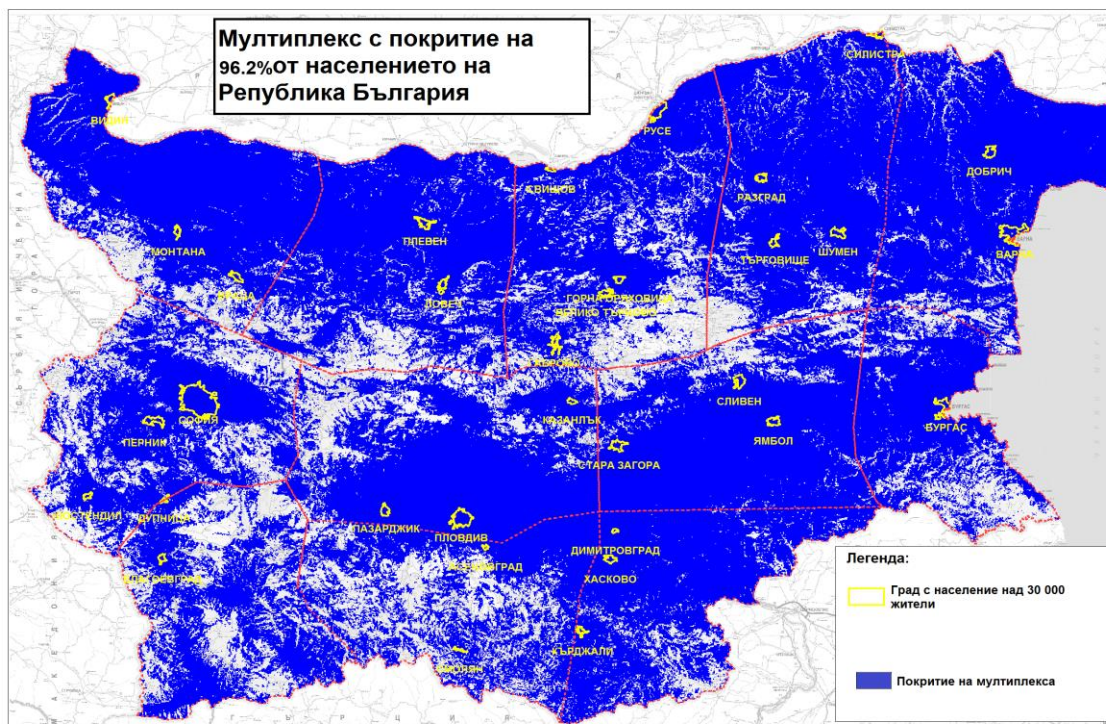 Мултиплекс с покритие на
96.2%от населението на
Република България
СИЛИСТРА
ВИДИН
РУСЕ
ДОБРИЧ
СВИЩОВ
РАЗГРАД
ПЛЕВЕН
МОНТАНА
ШУМЕН
ТЪРГОВИЩЕ
ВАРНА
ВРАЦА
ЛОВЕЧ
ГОРНА ОРЯХОВИЦА
ВЕЛИКО ТЪРНОВО
ГАБРОВО
СЛИВЕН
СОФИЯ
КАЗАНЛЪК
ПЕРНИК
ЯМБОЛ
БУРГАС
СТАРА ЗАГОРА
КЮСТЕНДИЛ
ДУПНИЦА
ПАЗАРДЖИК
ПЛОВДИВ
ДИМИТРОВГРАД
АСЕНОВГРАД
БЛАГОЕВГРАД
ХАСКОВО
КЪРДЖАЛИ
СМОЛЯН
Легенда:
Град с население над 30 000
жители
Покритие на мултиплекса